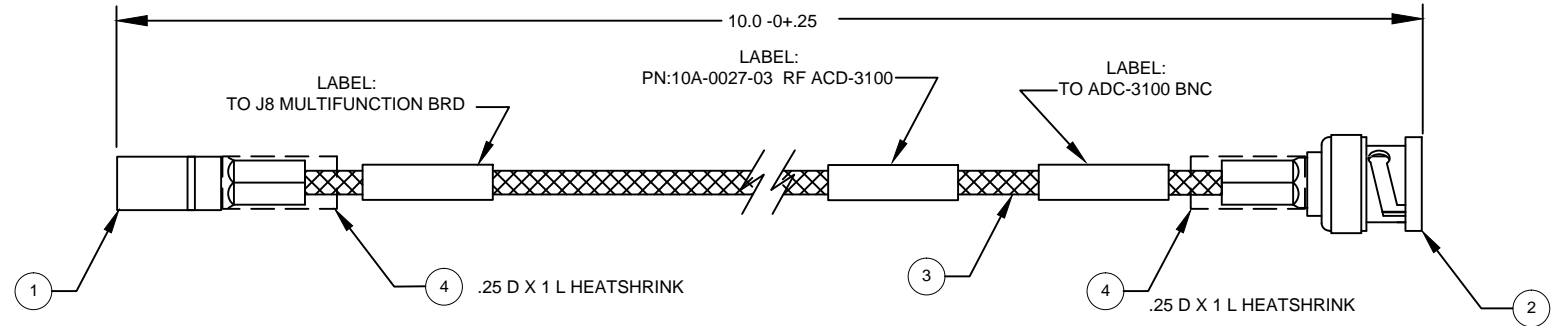 10.0 -0+.25
LABEL:
TO J8 MULTIFUNCTION BRD
LABEL:
PN:10A-0027-03 RF ACD-3100
LABEL:
TO ADC-3100 BNC
1
4
.25 D X 1 L HEATSHRINK
3
4
.25 D X 1 L HEATSHRINK
2